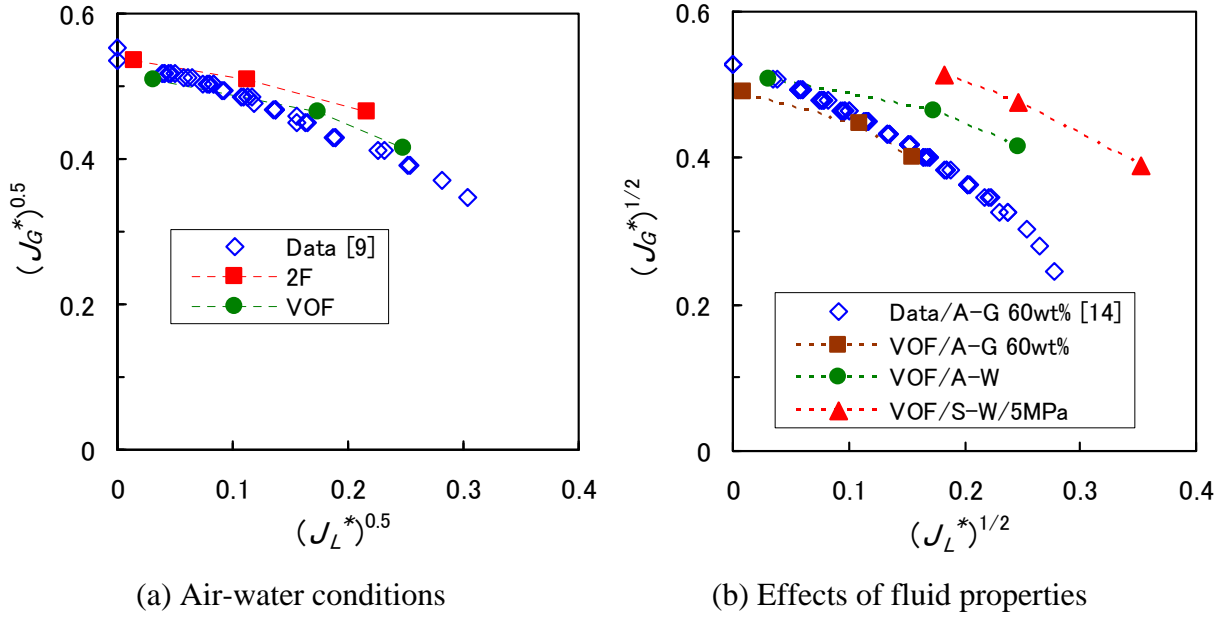 0.6
0.4
0.2
0
0
0.1
0.2
0.3
0.4
(J_G^*)^{0.5}
(J_L^*)^{0.5}
Data [9]
2F
VOF
(a) Air-water conditions
0.6
0.4
0.2
0
0
0.1
0.2
0.3
0.4
(J_G^*)^{1/2}
(J_L^*)^{1/2}
Data/A-G 60wt% [14]
VOF/A-G 60wt%
VOF/A-W
VOF/S-W/5MPa
(b) Effects of fluid properties